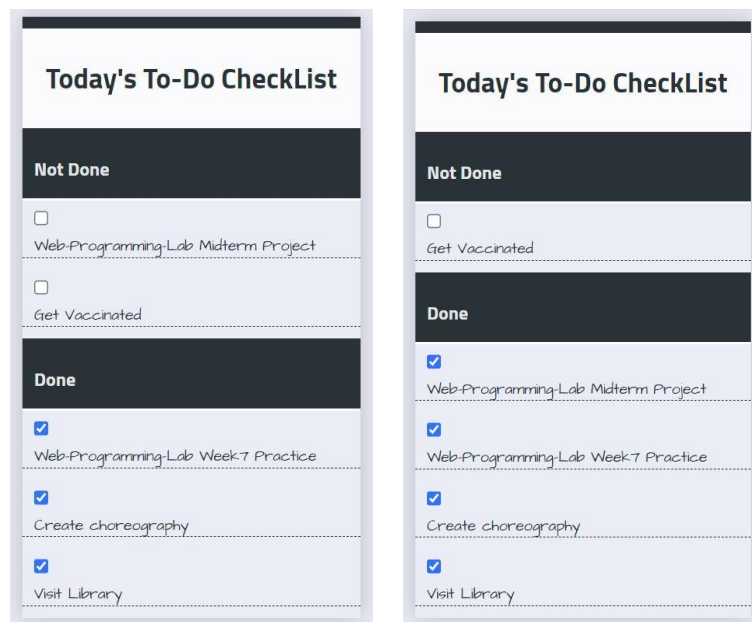 Today's To-Do CheckList
Not Done
Web-Programming-Lab Midterm Project
Get Vaccinated
Done
Web-Programming-Lab Week7 Practice
Create choreography
Visit Library
Today's To-Do CheckList
Not Done
Get Vaccinated
Done
Web-Programming-Lab Midterm Project
Web-Programming-Lab Week7 Practice
Create choreography
Visit Library